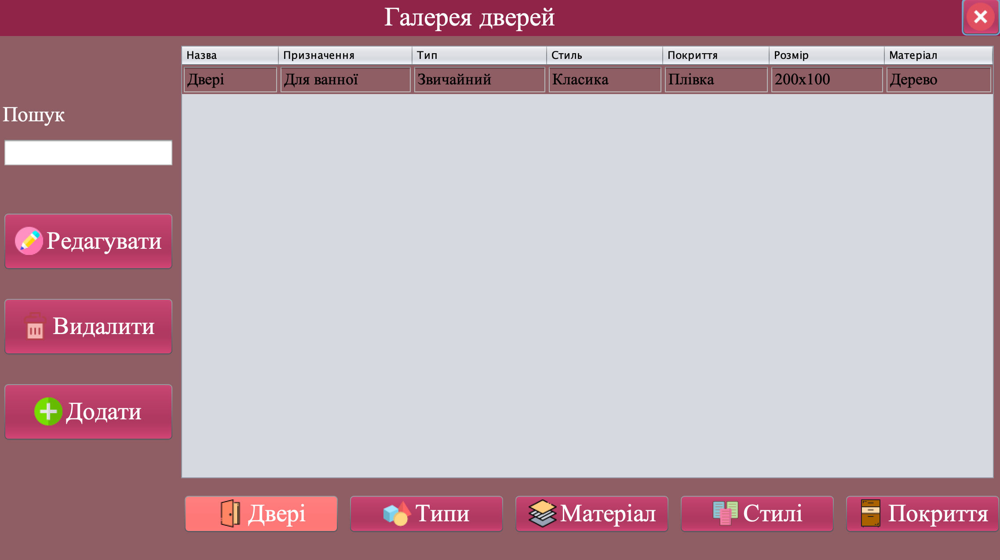 Галерея дверей
Назва Призначення Тип Стиль Покриття Розмір Матеріал
Двері Для ванної Звичайний Класика Плівка 200x100 Дерево
Пошук
Редагувати
Видалити
Додати
Двері Типи Матеріал Стилі Покриття